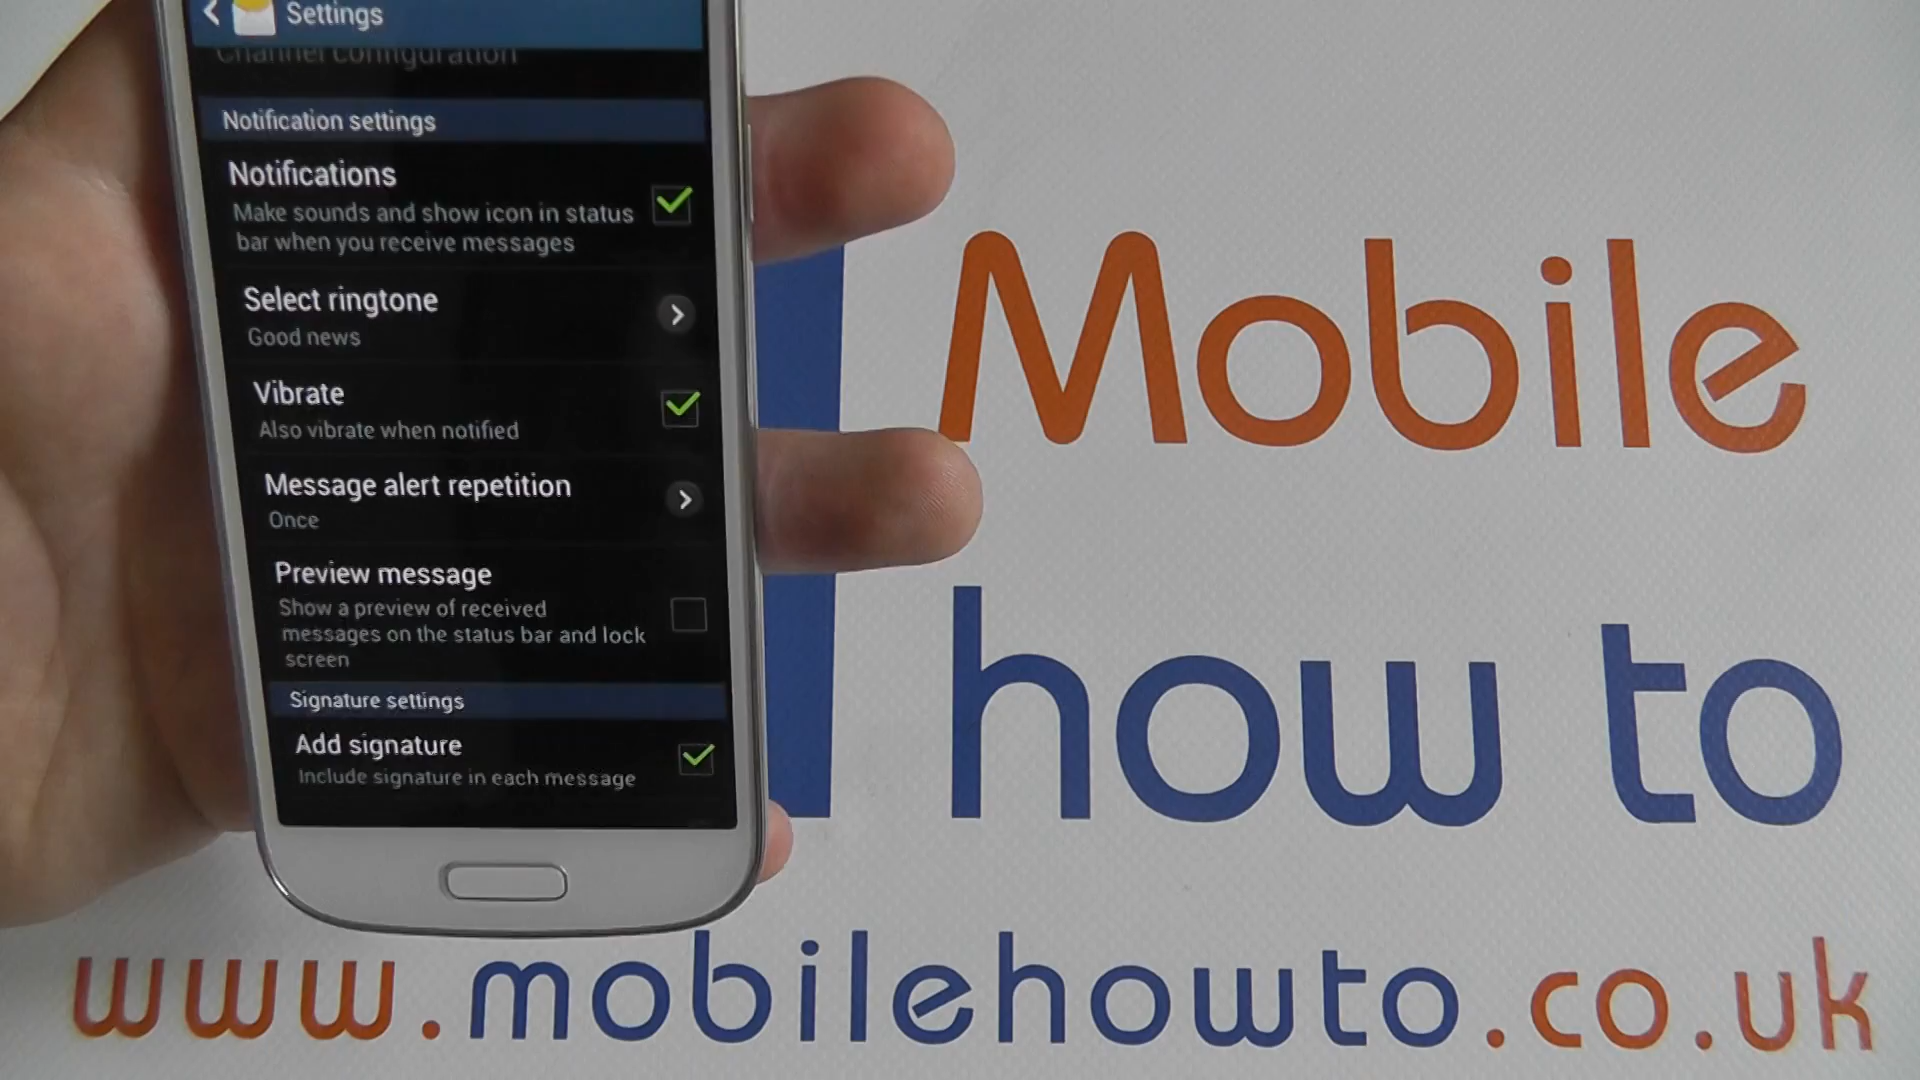 Settings
Channel configuration
Notification settings
Notifications
Make sounds and show icon in status
bar when you receive messages
Select ringtone
Good news
Vibrate
Also vibrate when notified
Message alert repetition
Once
Preview message
Show a preview of received
messages on the status bar and lock
screen
Signature settings
Add signature
Include signature in each message
Mobile
how to
www.mobilehowto.co.uk